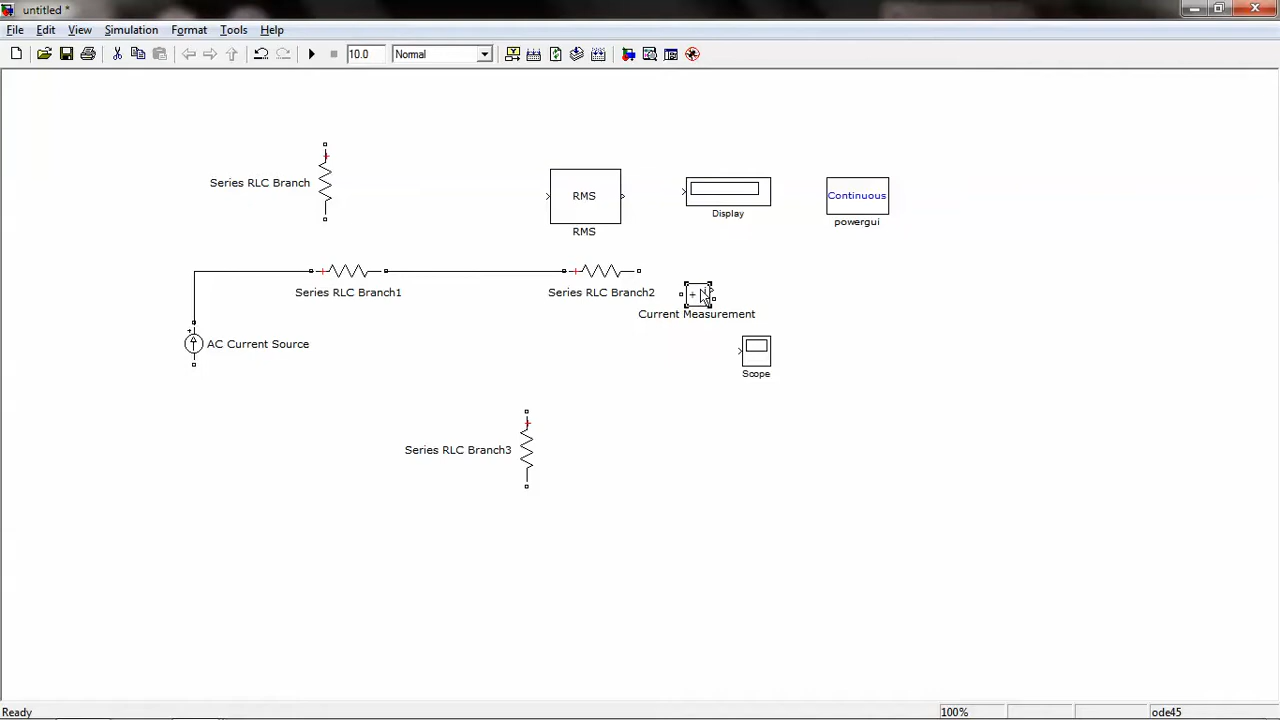 untitled *
File Edit View Simulation Format Tools Help
10.0 Normal
Series RLC Branch
RMS
RMS
Display
Continuous
powergui
Series RLC Branch1
Series RLC Branch2
+
Current Measurement
AC Current Source
Scope
Series RLC Branch3
Ready 100% ode45